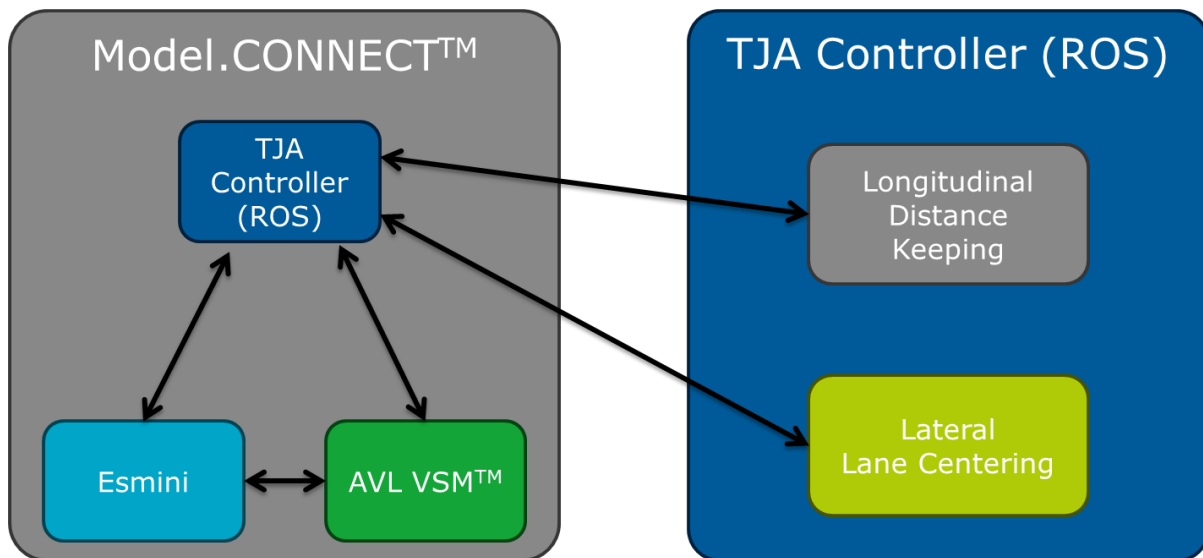 Model.CONNECT™
TJA
Controller
(ROS)
Esmini
AVL VSM™
TJA Controller (ROS)
Longitudinal
Distance
Keeping
Lateral
Lane Centering